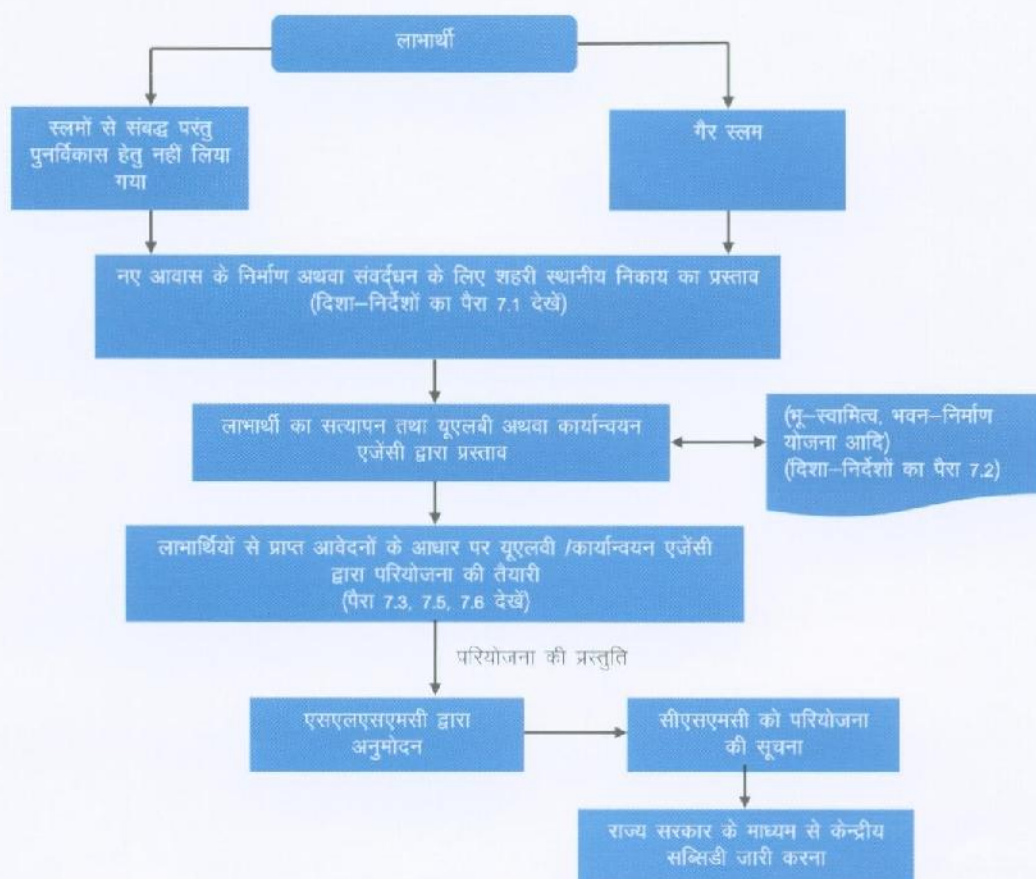 लाभार्थी
स्लमों से संबद्ध परंतु
पुनर्विकास हेतु नहीं लिया
गया
गैर स्लम
नए आवास के निर्माण अथवा संवर्द्धन के लिए शहरी स्थानीय निकाय का प्रस्ताव
(दिशा–निर्देशों का पैरा 7.1 देखें)
लाभार्थी का सत्यापन तथा यूएलबी अथवा कार्यान्वयन
एजेंसी द्वारा प्रस्ताव
(भू–स्वामित्व, भवन–निर्माण
योजना आदि)
(दिशा–निर्देशों का पैरा 7.2)
लाभार्थियों से प्राप्त आवेदनों के आधार पर यूएलवी /कार्यान्वयन एजेंसी
द्वारा परियोजना की तैयारी
(पैरा 7.3, 7.5, 7.6 देखें)
परियोजना की प्रस्तुति
एसएलएसएमसी द्वारा
अनुमोदन
सीएसएमसी को परियोजना
की सूचना
राज्य सरकार के माध्यम से केन्द्रीय
सब्सिडी जारी करना